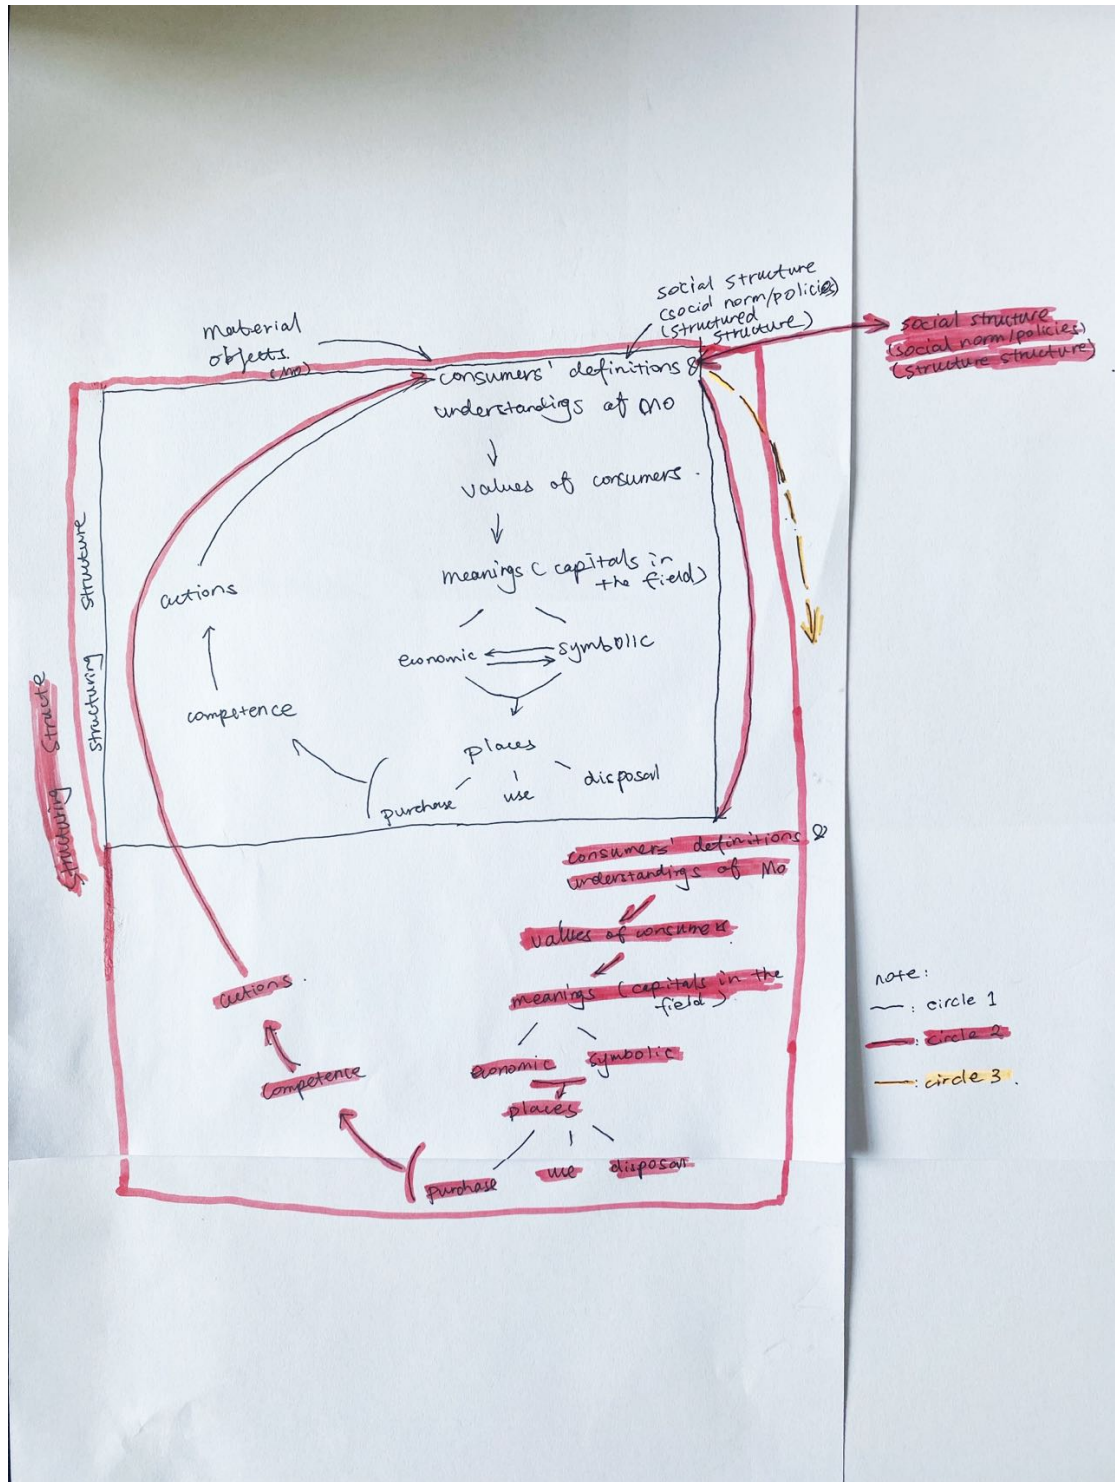 social structure
(social norm/policies)
(structured
structure)
material
objects.
(MO)
social structure
(social norm/policies)
(structure structure)
consumers' definitions &
understandings of MO
values of consumers.
meanings (capitals in
the field)
economic
symbolic
places
purchase
use
disposal
competence
actions
structuring structure
structuring structe
consumers' definitions &
understandings of MO
values of consumers.
meanings (capitals in the
field)
economic
symbolic
places
purchase
use
disposal
competence
actions.
note:
: circle 1
: circle 2
: circle 3.